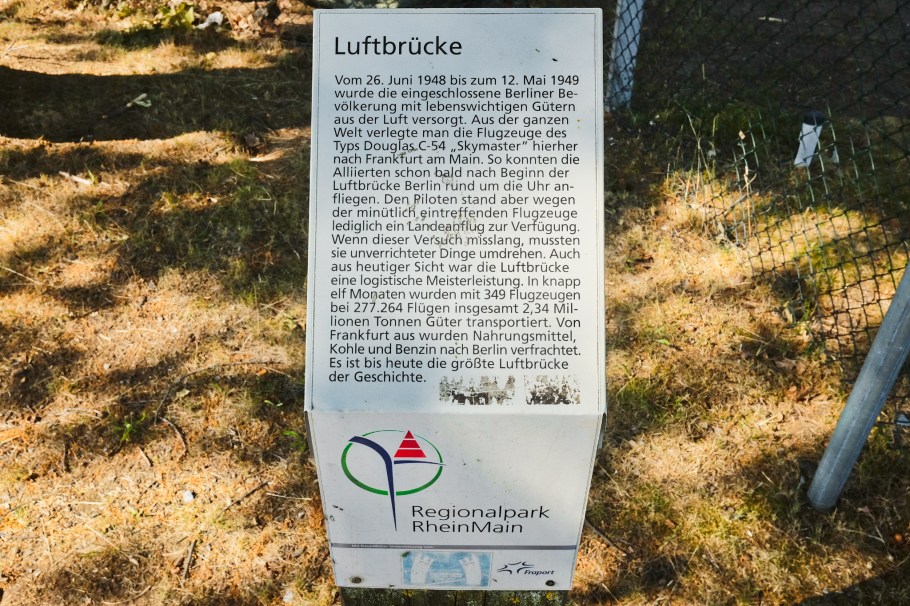 Luftbrücke
Vom 26. Juni 1948 bis zum 12. Mai 1949
wurde die eingeschlossene Berliner Be-
völkerung mit lebenswichtigen Gütern
aus der Luft versorgt. Aus der ganzen
Welt verlegte man die Flugzeuge des
Typs Douglas C-54 „Skymaster" hierher
nach Frankfurt am Main. So konnten die
Alliierten schon bald nach Beginn der
Luftbrücke Berlin rund um die Uhr an-
fliegen. Den Piloten stand aber wegen
der minütlich eintreffenden Flugzeuge
lediglich ein Landeanflug zur Verfügung.
Wenn dieser Versuch misslang, mussten
sie unverrichteter Dinge umdrehen. Auch
aus heutiger Sicht war die Luftbrücke
eine logistische Meisterleistung. In knapp
elf Monaten wurden mit 349 Flugzeugen
bei 277.264 Flügen insgesamt 2,34 Mil-
lionen Tonnen Güter transportiert. Von
Frankfurt aus wurden Nahrungsmittel,
Kohle und Benzin nach Berlin verfrachtet.
Es ist bis heute die größte Luftbrücke
der Geschichte.
Regionalpark
RheinMain
Fraport